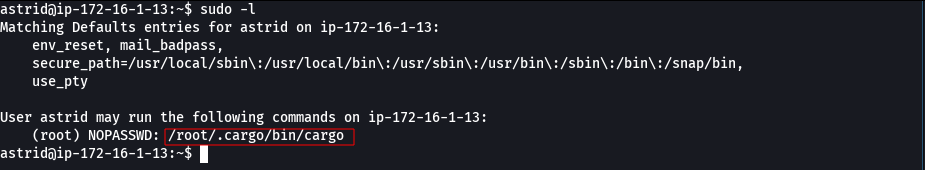 astrid@ip-172-16-1-13:~$ sudo -l
Matching Defaults entries for astrid on ip-172-16-1-13:
    env_reset, mail_badpass,
    secure_path=/usr/local/sbin\:/usr/local/bin\:/usr/sbin\:/usr/bin\:/sbin\:/bin\:/snap/bin,
    use_pty

User astrid may run the following commands on ip-172-16-1-13:
    (root) NOPASSWD: /root/.cargo/bin/cargo
astrid@ip-172-16-1-13:~$